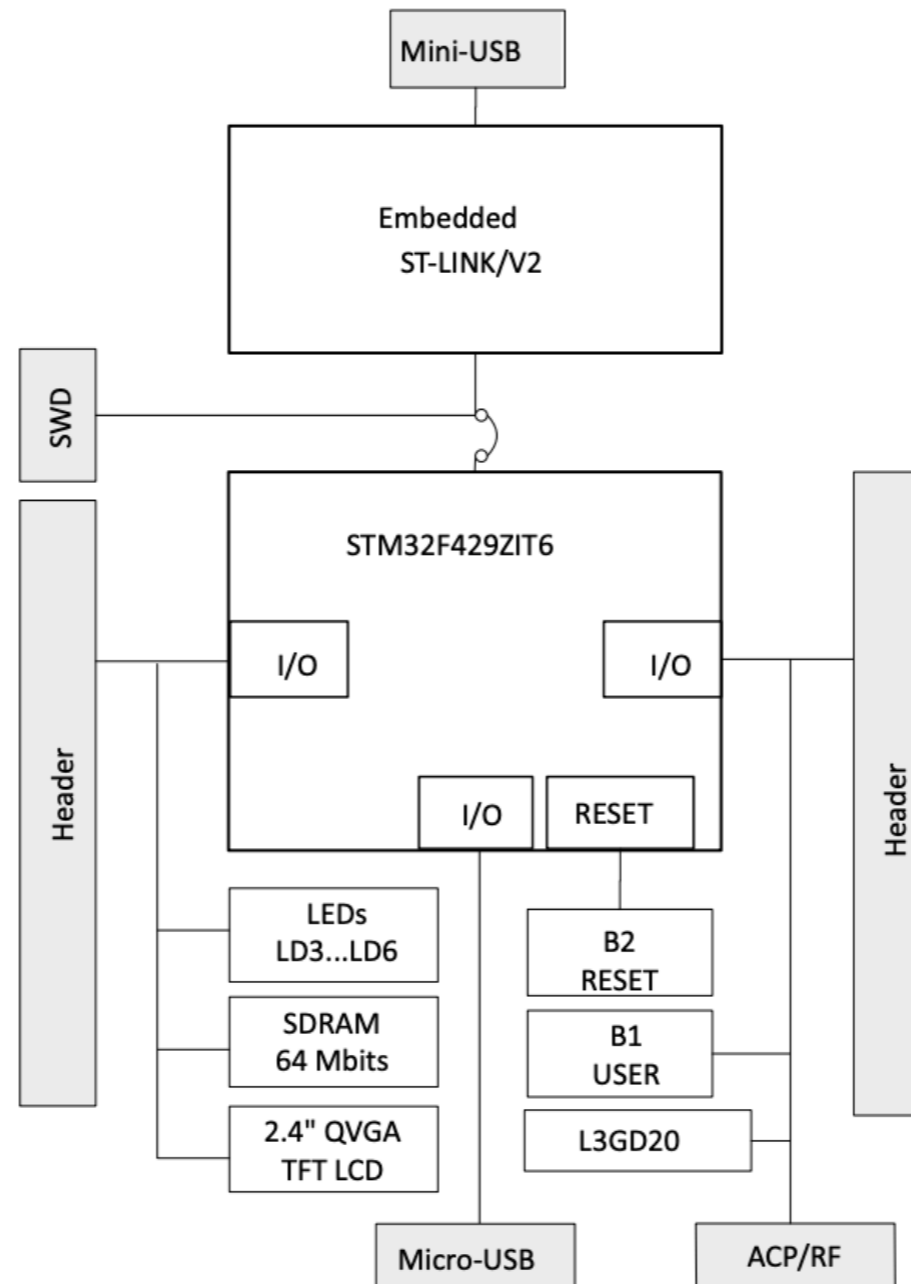 Mini-USB
Embedded
ST-LINK/V2
SWD
STM32F429ZIT6
I/O
I/O
Header
Header
I/O
RESET
LEDs
LD3...LD6
B2
RESET
SDRAM
64 Mbits
B1
USER
2.4" QVGA
TFT LCD
L3GD20
Micro-USB
ACP/RF